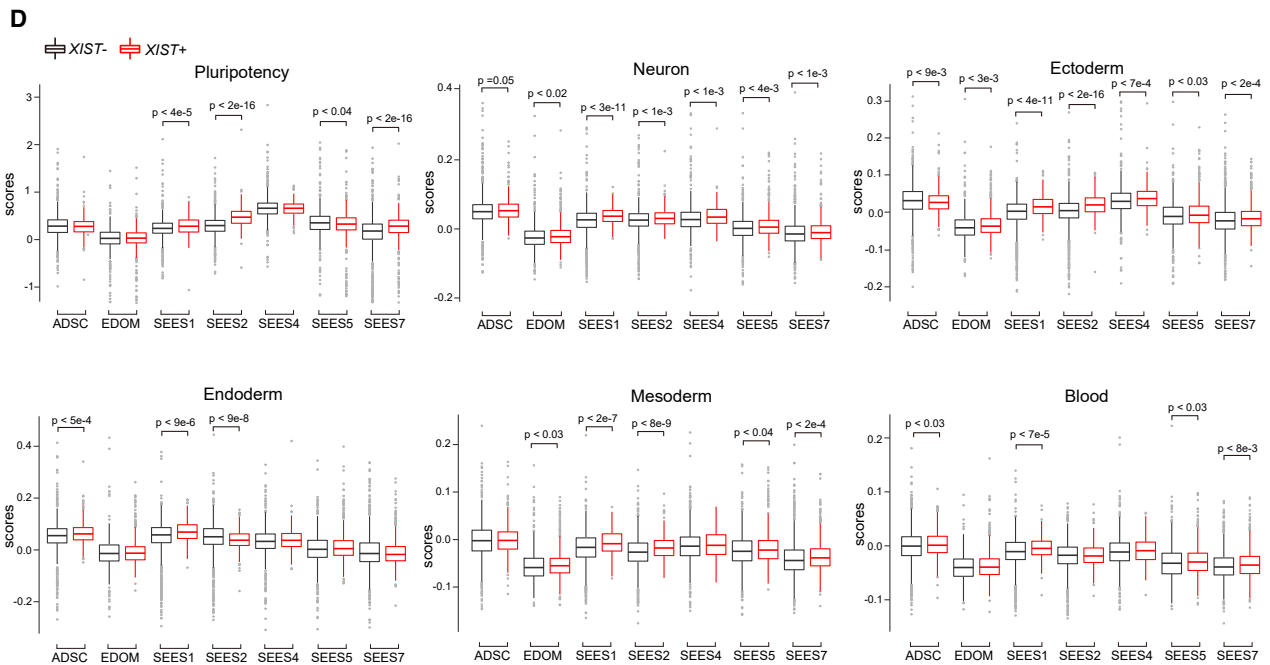 D
XIST- XIST+
Pluripotency
p < 4e-5 p < 2e-16 p < 0.04 p < 2e-16
scores
3
2
1
0
-1
ADSC EDOM SEES1 SEES2 SEES4 SEES5 SEES7
Neuron
p =0.05 p < 0.02 p < 3e-11 p < 1e-3 p < 1e-3 p < 4e-3 p < 1e-3
scores
0.4
0.2
0.0
-0.2
ADSC EDOM SEES1 SEES2 SEES4 SEES5 SEES7
Ectoderm
p < 9e-3 p < 3e-3 p < 4e-11 p < 2e-16 p < 7e-4 p < 0.03 p < 2e-4
scores
0.3
0.2
0.1
0.0
-0.1
-0.2
ADSC EDOM SEES1 SEES2 SEES4 SEES5 SEES7
Endoderm
p < 5e-4 p < 9e-6 p < 9e-8
scores
0.4
0.2
0.0
-0.2
ADSC EDOM SEES1 SEES2 SEES4 SEES5 SEES7
Mesoderm
p < 0.03 p < 2e-7 p < 8e-9 p < 0.04 p < 2e-4
scores
0.2
0.1
0.0
-0.1
ADSC EDOM SEES1 SEES2 SEES4 SEES5 SEES7
Blood
p < 0.03 p < 7e-5 p < 0.03 p < 8e-3
scores
0.2
0.1
0.0
-0.1
ADSC EDOM SEES1 SEES2 SEES4 SEES5 SEES7